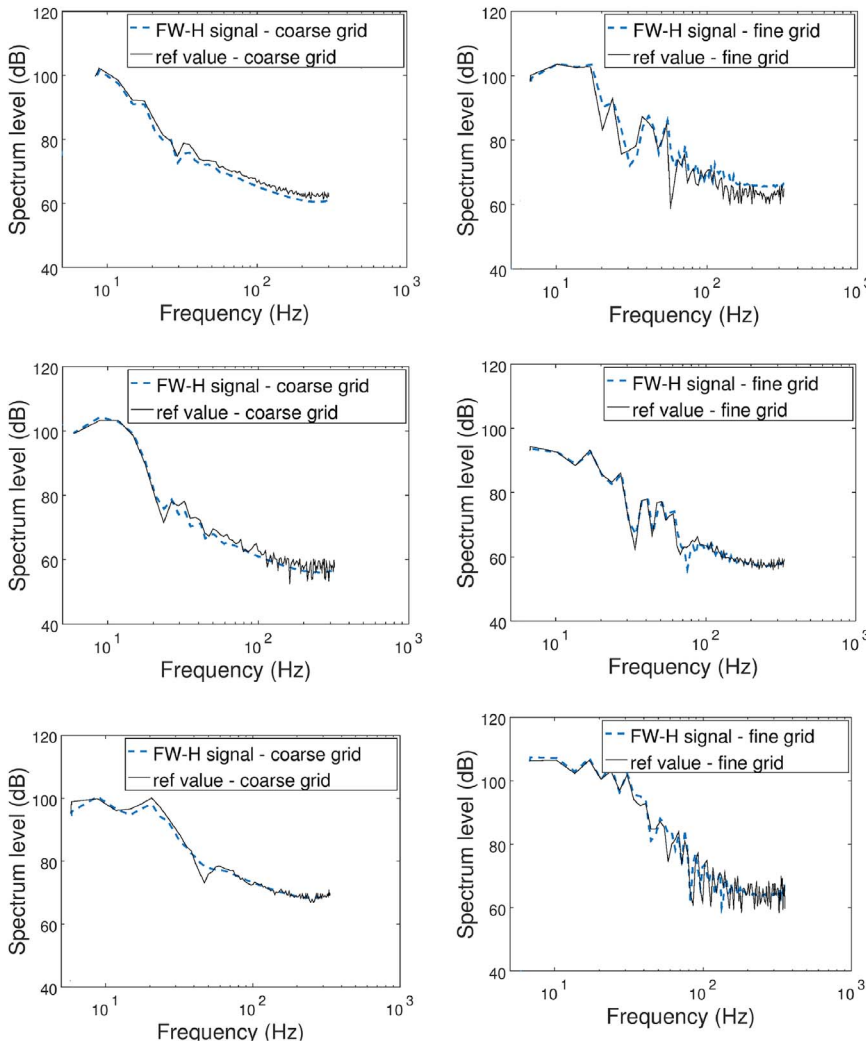 120
100
80
60
40
Spectrum level (dB)
FW-H signal - coarse grid
ref value - coarse grid
10^1
10^2
10^3
Frequency (Hz)
120
100
80
60
40
Spectrum level (dB)
FW-H signal - fine grid
ref value - fine grid
10^1
10^2
10^3
Frequency (Hz)
120
100
80
60
40
Spectrum level (dB)
FW-H signal - coarse grid
ref value - coarse grid
10^1
10^2
10^3
Frequency (Hz)
120
100
80
60
40
Spectrum level (dB)
FW-H signal - fine grid
ref value - fine grid
10^1
10^2
10^3
Frequency (Hz)
120
100
80
60
40
Spectrum level (dB)
FW-H signal - coarse grid
ref value - coarse grid
10^1
10^2
10^3
Frequency (Hz)
120
100
80
60
40
Spectrum level (dB)
FW-H signal - fine grid
ref value - fine grid
10^1
10^2
10^3
Frequency (Hz)